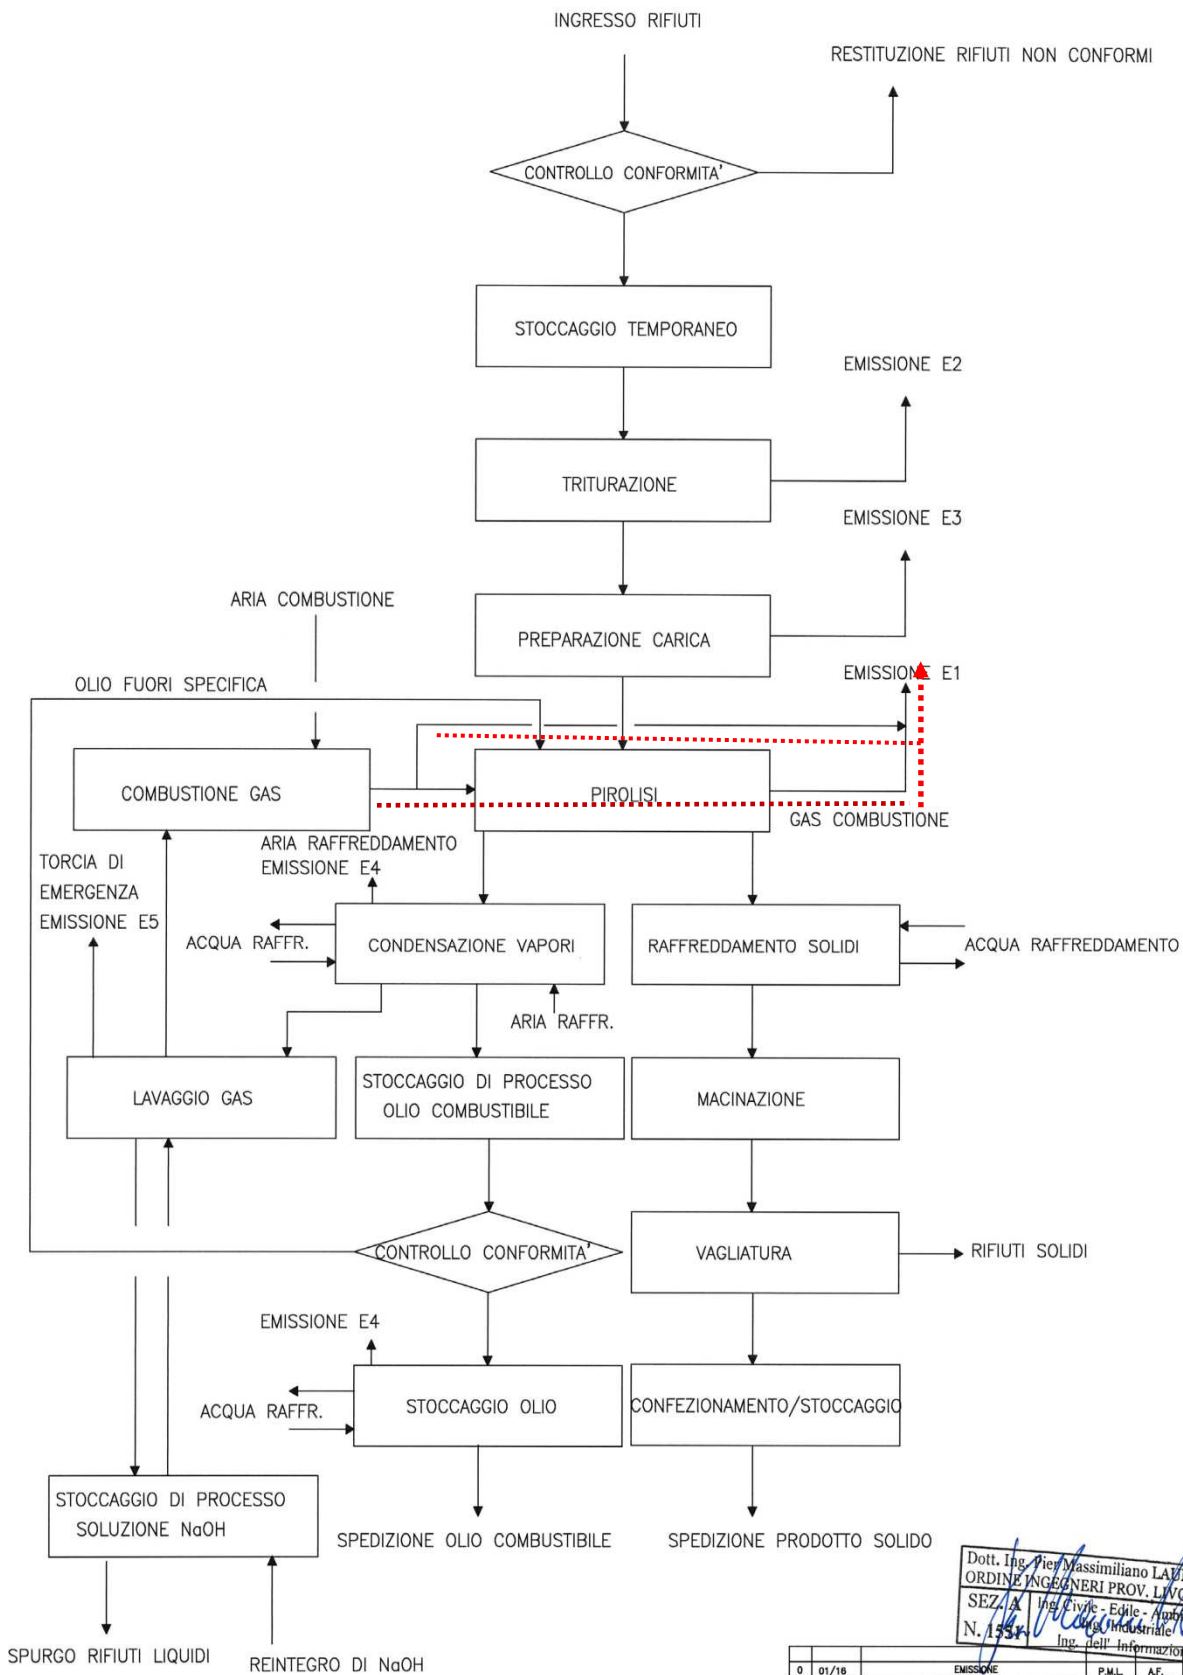 INGRESSO RIFIUTI
RESTITUZIONE RIFIUTI NON CONFORMI
CONTROLLO CONFORMITA'
STOCCAGGIO TEMPORANEO
EMISSIONE E2
TRITURAZIONE
EMISSIONE E3
ARIA COMBUSTIONE
PREPARAZIONE CARICA
EMISSIONE E1
OLIO FUORI SPECIFICA
COMBUSTIONE GAS
PIROLISI
GAS COMBUSTIONE
ARIA RAFFREDDAMENTO
EMISSIONE E4
TORCIA DI
EMERGENZA
EMISSIONE E5
ACQUA RAFFR.
CONDENSAZIONE VAPORI
RAFFREDDAMENTO SOLIDI
ACQUA RAFFREDDAMENTO
ARIA RAFFR.
LAVAGGIO GAS
STOCCAGGIO DI PROCESSO
OLIO COMBUSTIBILE
MACINAZIONE
CONTROLLO CONFORMITA'
VAGLIATURA
RIFIUTI SOLIDI
EMISSIONE E4
ACQUA RAFFR.
STOCCAGGIO OLIO
CONFEZIONAMENTO/STOCCAGGIO
STOCCAGGIO DI PROCESSO
SOLUZIONE NaOH
SPEDIZIONE OLIO COMBUSTIBILE
SPEDIZIONE PRODOTTO SOLIDO
SPURGO RIFIUTI LIQUIDI
REINTEGRO DI NaOH
Dott. Ing. Pier Massimiliano
ORDINE INGEGNERI PROV.
SEZ. A
Ing. Civile - Edile -
N. 1551
Ing. Industriale
Ing. dell'
0 01/16 EMISSIONE P.M.L. A.F.